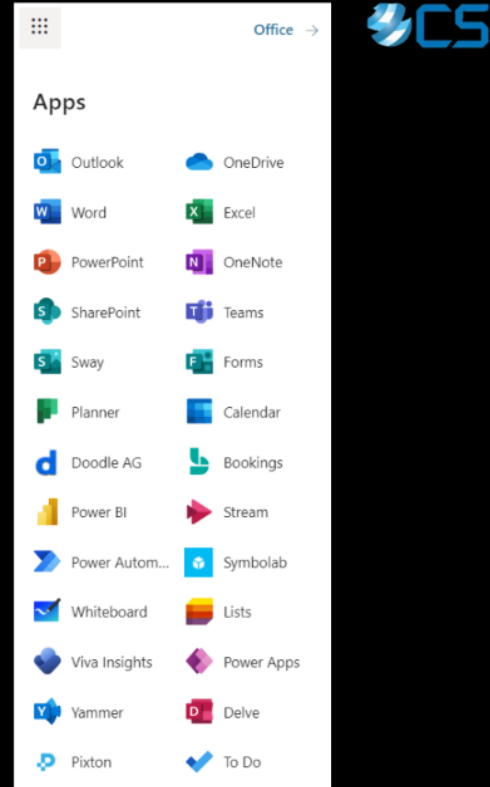 Office →
CS
Apps
Outlook OneDrive
Word Excel
PowerPoint OneNote
SharePoint Teams
Sway Forms
Planner Calendar
Doodle AG Bookings
Power BI Stream
Power Autom... Symbolab
Whiteboard Lists
Viva Insights Power Apps
Yammer Delve
Pixton To Do